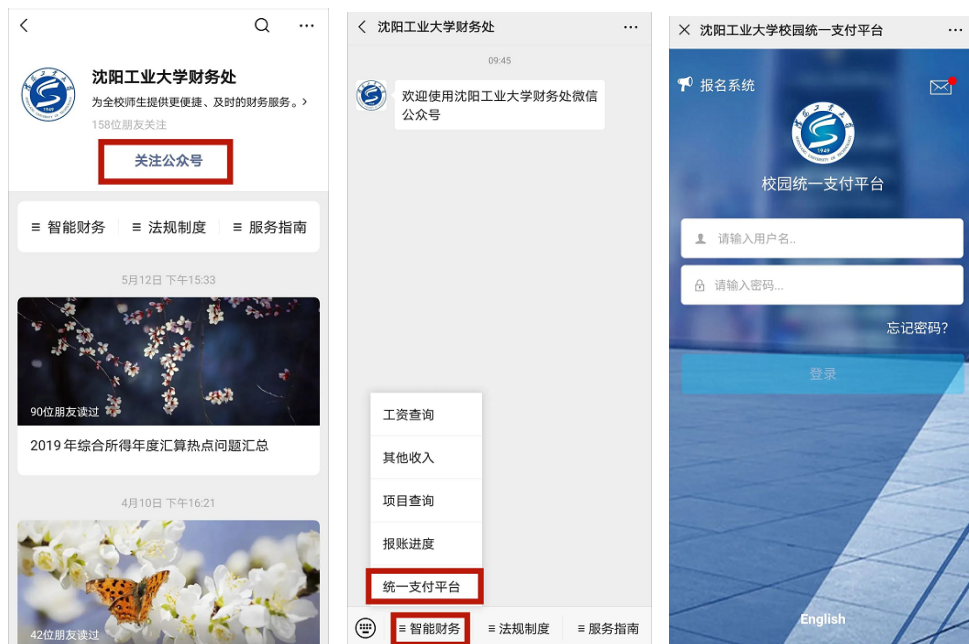 沈阳工业大学财务处
为全校师生提供更便捷、及时的财务服务。
158位朋友关注
关注公众号
智能财务
法规制度
服务指南
5月12日 下午15:33
90位朋友读过
2019年综合所得年度汇算热点问题汇总
4月10日 下午16:21
42位朋友读过
沈阳工业大学财务处
09:45
欢迎使用沈阳工业大学财务处微信
公众号
工资查询
其他收入
项目查询
报账进度
统一支付平台
智能财务
法规制度
服务指南
沈阳工业大学校园统一支付平台
报名系统
1949
校园统一支付平台
请输入用户名..
请输入密码...
忘记密码?
登录
English